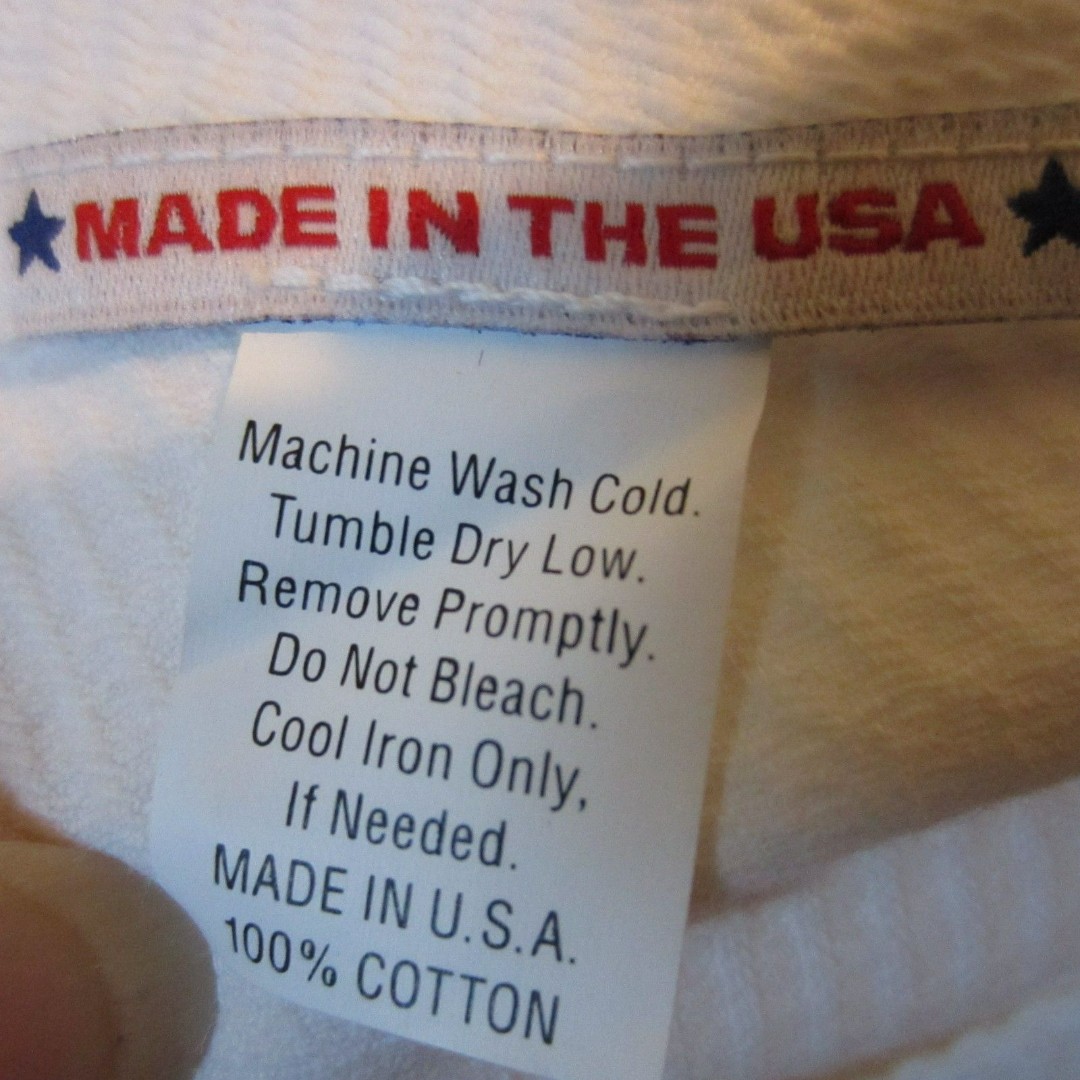 MADE IN THE USA
Machine Wash Cold.
Tumble Dry Low.
Remove Promptly.
Do Not Bleach.
Cool Iron Only,
If Needed.
MADE IN U.S.A.
100% COTTON